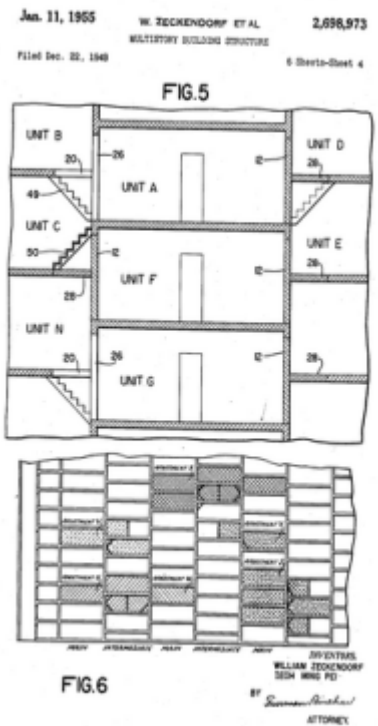 Jan. 11, 1955 W. ZECKENDORF ET AL 2,698,973
MULTISTORY BUILDING STRUCTURE
Filed Dec. 22, 1949 6 Sheets-Sheet 4
FIG.5
UNIT B
20
26
12
UNIT D
28
UNIT A
49
UNIT C
50
12
UNIT E
12
28
28
UNIT F
UNIT N
20
26
12
28
UNIT G
MAIN INTERMEDIATE MAIN INTERMEDIATE MAIN
FIG.6
INVENTORS.
WILLIAM ZECKENDORF
IEOH MING PEI
BY
ATTORNEY.